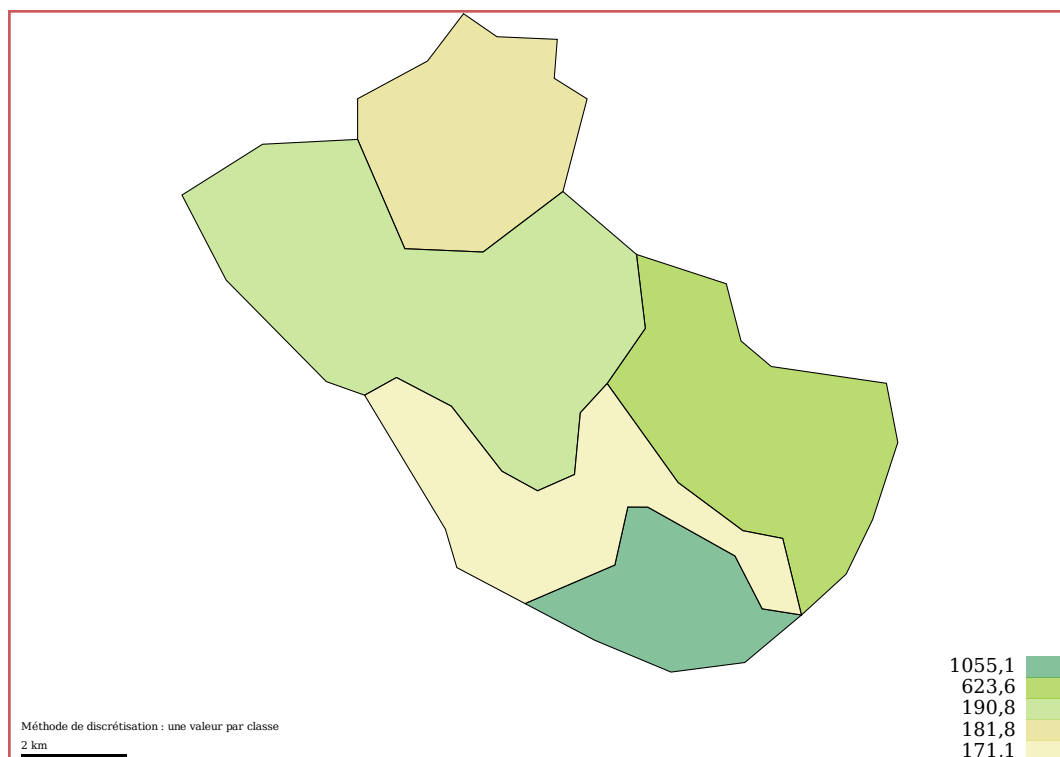 1055,1
623,6
190,8
181,8
171,1
Méthode de discrétisation : une valeur par classe
2 km